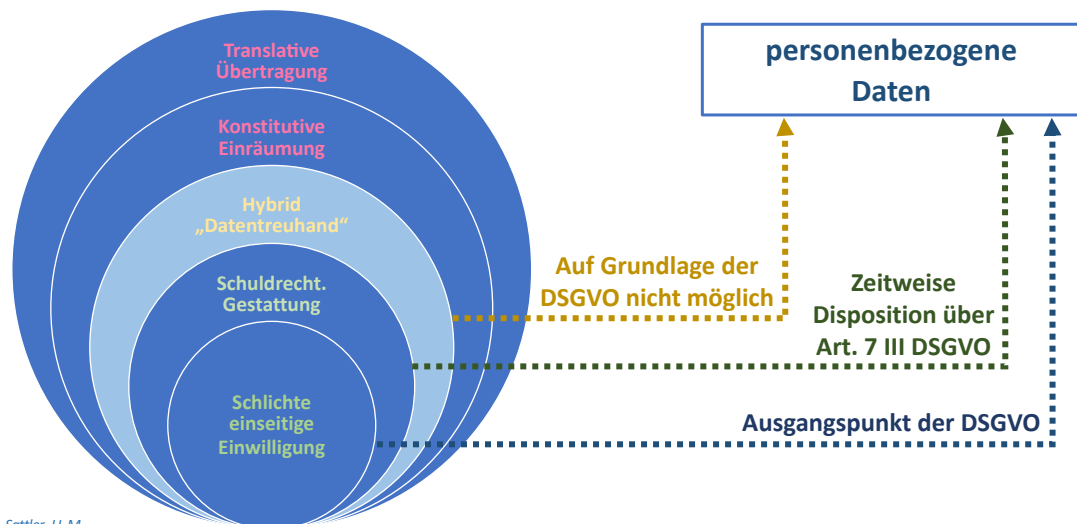 Translative
Übertragung
Konstitutive
Einräumung
Hybrid
„Datentreuhand“
Schuldrecht.
Gestattung
Schlichte
einseitige
Einwilligung
personenbezogene
Daten
Auf Grundlage der
DSGVO nicht möglich
Zeitweise
Disposition über
Art. 7 III DSGVO
Ausgangspunkt der DSGVO